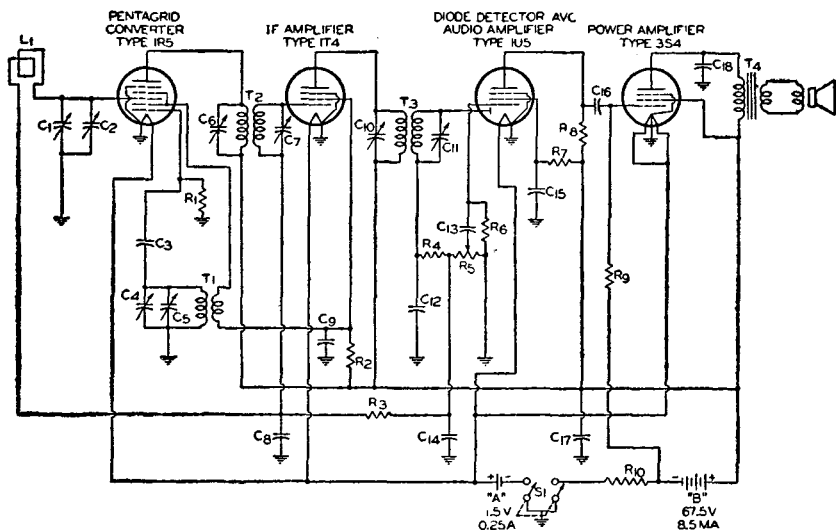 PENTAGRID
CONVERTER
TYPE 1R5
IF AMPLIFIER
TYPE 1T4
DIODE DETECTOR AVC
AUDIO AMPLIFIER
TYPE 1U5
POWER AMPLIFIER
TYPE 3S4
L1
C18
T4
T2
C16
C1
C2
C6
C7
C10
T3
C11
R8
R7
R1
C15
C3
C13
R6
R4
R5
R9
T1
C4
C5
C9
C12
R2
R3
C8
C14
C17
R10
S1
+ -
- +
"A"
1.5V
0.25A
"B"
67.5V
8.5MA